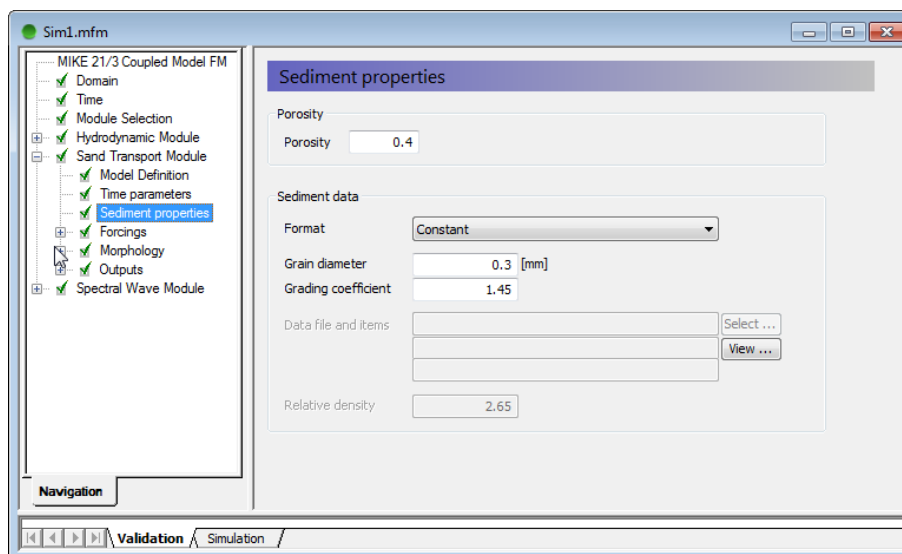 Sim1.mfm
MIKE 21/3 Coupled Model FM
Domain
Time
Module Selection
Hydrodynamic Module
Sand Transport Module
Model Definition
Time parameters
Sediment properties
Forcings
Morphology
Outputs
Spectral Wave Module
Navigation
Sediment properties
Porosity
Porosity 0.4
Sediment data
Format Constant
Grain diameter 0.3 [mm]
Grading coefficient 1.45
Data file and items Select ...
View ...
Relative density 2.65
Validation Simulation